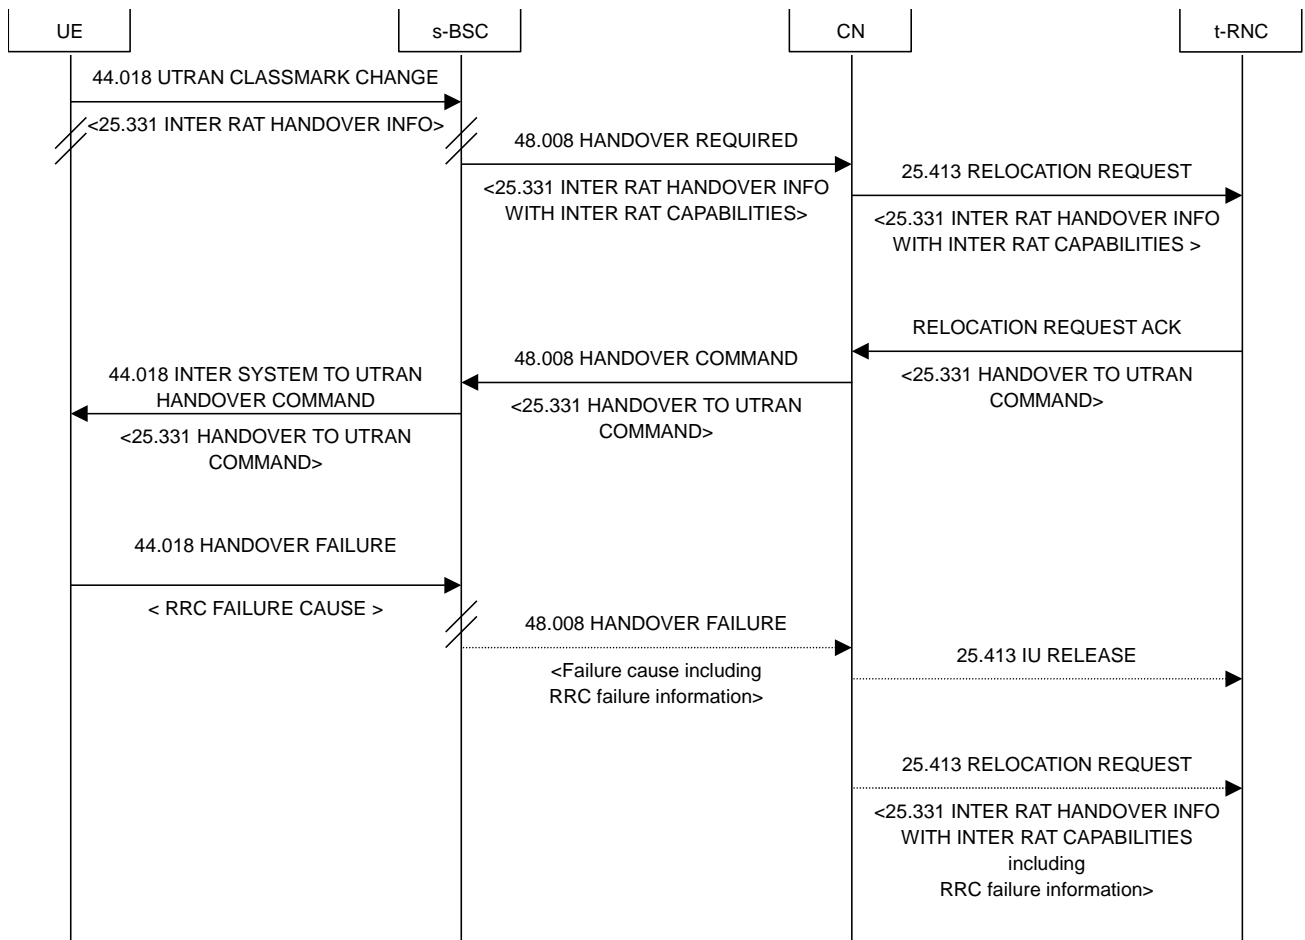 UE
s-BSC
CN
t-RNC
44.018 UTRAN CLASSMARK CHANGE
<25.331 INTER RAT HANDOVER INFO>
48.008 HANDOVER REQUIRED
<25.331 INTER RAT HANDOVER INFO
WITH INTER RAT CAPABILITIES>
25.413 RELOCATION REQUEST
<25.331 INTER RAT HANDOVER INFO
WITH INTER RAT CAPABILITIES >
RELOCATION REQUEST ACK
<25.331 HANDOVER TO UTRAN
COMMAND>
48.008 HANDOVER COMMAND
<25.331 HANDOVER TO UTRAN
COMMAND>
44.018 INTER SYSTEM TO UTRAN
HANDOVER COMMAND
<25.331 HANDOVER TO UTRAN
COMMAND>
44.018 HANDOVER FAILURE
< RRC FAILURE CAUSE >
48.008 HANDOVER FAILURE
<Failure cause including
RRC failure information>
25.413 IU RELEASE
25.413 RELOCATION REQUEST
<25.331 INTER RAT HANDOVER INFO
WITH INTER RAT CAPABILITIES
including
RRC failure information>